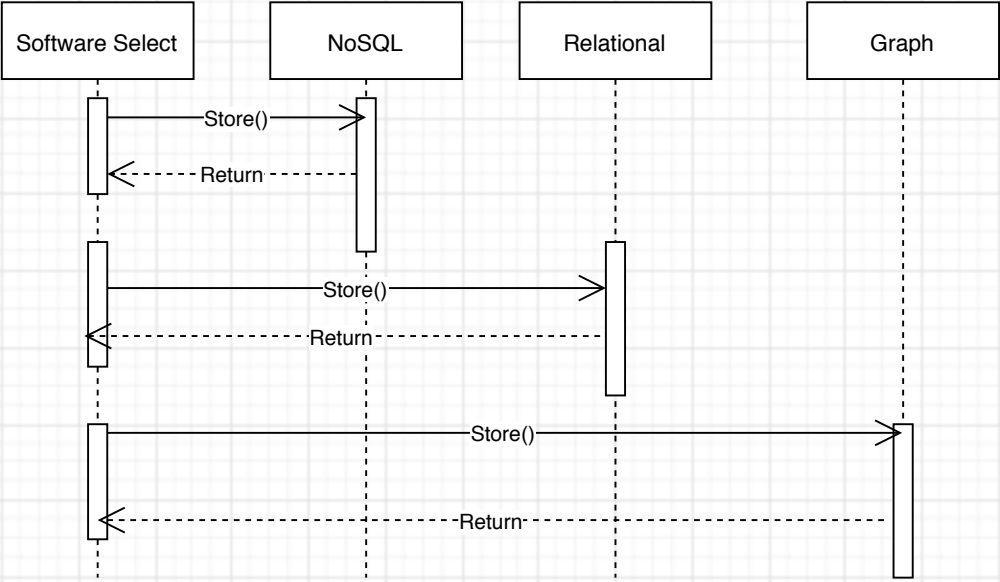 Software Select
NoSQL
Relational
Graph
Store()
Return
Store()
Return
Store()
Return